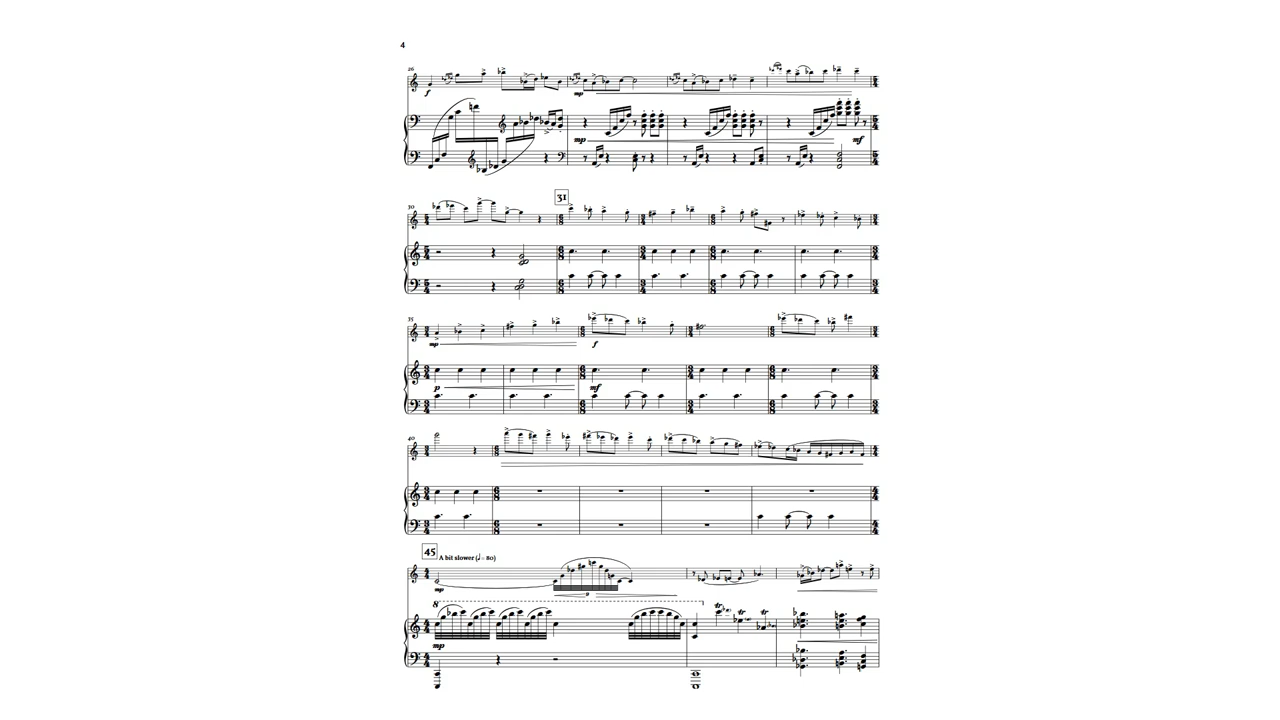 4
26
f
mp
mp
mf
30
31
35
mp
f
p
mf
40
45 A bit slower (♩= 80)
mp
p
8
mp